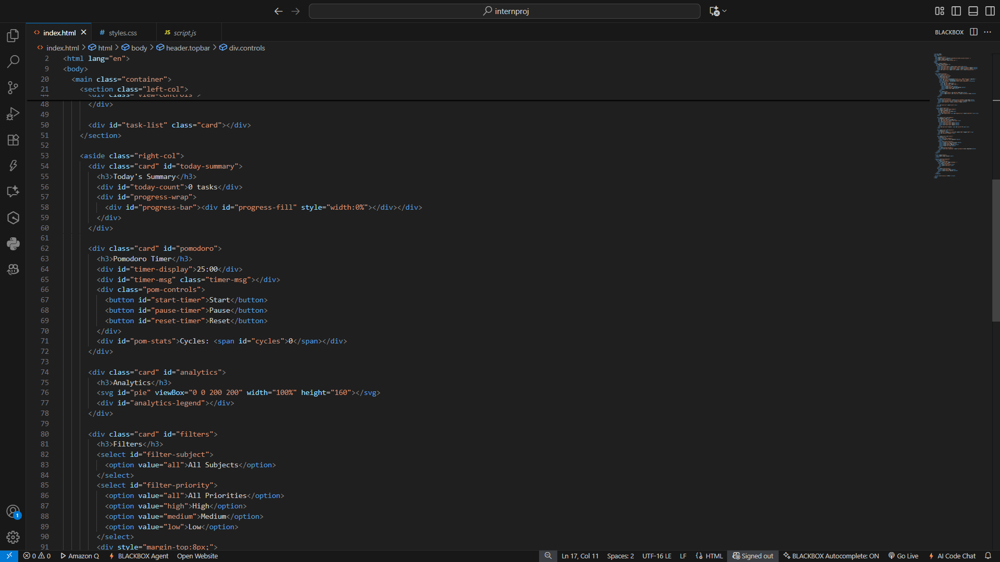 internproj
index.html
# styles.css
JS script.js
BLACKBOX
index.html > html > body > header.topbar > div.controls
2 <html lang="en">
9 <body>
20 <main class="container">
21 <section class="left-col">
44 <div class="view-controls">
48 </div>
49
50 <div id="task-list" class="card"></div>
51 </section>
52
53 <aside class="right-col">
54 <div class="card" id="today-summary">
55 <h3>Today's Summary</h3>
56 <div id="today-count">0 tasks</div>
57 <div id="progress-wrap">
58 <div id="progress-bar"><div id="progress-fill" style="width:0%"></div></div>
59 </div>
60 </div>
61
62 <div class="card" id="pomodoro">
63 <h3>Pomodoro Timer</h3>
64 <div id="timer-display">25:00</div>
65 <div id="timer-msg" class="timer-msg"></div>
66 <div class="pom-controls">
67 <button id="start-timer">Start</button>
68 <button id="pause-timer">Pause</button>
69 <button id="reset-timer">Reset</button>
70 </div>
71 <div id="pom-stats">Cycles: <span id="cycles">0</span></div>
72 </div>
73
74 <div class="card" id="analytics">
75 <h3>Analytics</h3>
76 <svg id="pie" viewBox="0 0 200 200" width="100%" height="160"></svg>
77 <div id="analytics-legend"></div>
78 </div>
79
80 <div class="card" id="filters">
81 <h3>Filters</h3>
82 <select id="filter-subject">
83 <option value="all">All Subjects</option>
84 </select>
85 <select id="filter-priority">
86 <option value="all">All Priorities</option>
87 <option value="high">High</option>
88 <option value="medium">Medium</option>
89 <option value="low">Low</option>
90 </select>
91 <div style="margin-top:8px;">
1
0 0 Amazon Q BLACKBOX Agent Open Website Ln 17, Col 11 Spaces: 2 UTF-16 LE LF {} HTML Signed out BLACKBOX Autocomplete: ON Go Live AI Code Chat